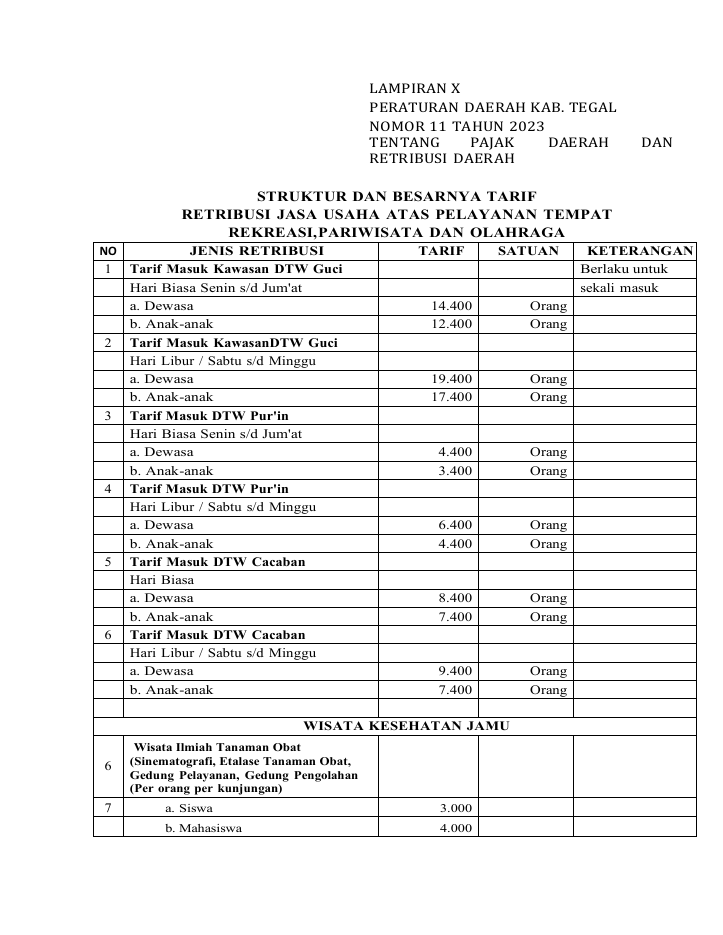 LAMPIRAN X
PERATURAN DAERAH KAB. TEGAL
NOMOR 11 TAHUN 2023
TENTANG PAJAK DAERAH DAN
RETRIBUSI DAERAH
STRUKTUR DAN BESARNYA TARIF
RETRIBUSI JASA USAHA ATAS PELAYANAN TEMPAT
REKREASI,PARIWISATA DAN OLAHRAGA
NO JENIS RETRIBUSI TARIF SATUAN KETERANGAN
1 Tarif Masuk Kawasan DTW Guci Berlaku untuk
Hari Biasa Senin s/d Jum'at sekali masuk
a. Dewasa 14.400 Orang
b. Anak-anak 12.400 Orang
2 Tarif Masuk KawasanDTW Guci
Hari Libur / Sabtu s/d Minggu
a. Dewasa 19.400 Orang
b. Anak-anak 17.400 Orang
3 Tarif Masuk DTW Pur'in
Hari Biasa Senin s/d Jum'at
a. Dewasa 4.400 Orang
b. Anak-anak 3.400 Orang
4 Tarif Masuk DTW Pur'in
Hari Libur / Sabtu s/d Minggu
a. Dewasa 6.400 Orang
b. Anak-anak 4.400 Orang
5 Tarif Masuk DTW Cacaban
Hari Biasa
a. Dewasa 8.400 Orang
b. Anak-anak 7.400 Orang
6 Tarif Masuk DTW Cacaban
Hari Libur / Sabtu s/d Minggu
a. Dewasa 9.400 Orang
b. Anak-anak 7.400 Orang
WISATA KESEHATAN JAMU
6 Wisata Ilmiah Tanaman Obat
(Sinematografi, Etalase Tanaman Obat,
Gedung Pelayanan, Gedung Pengolahan
(Per orang per kunjungan)
7 a. Siswa 3.000
b. Mahasiswa 4.000